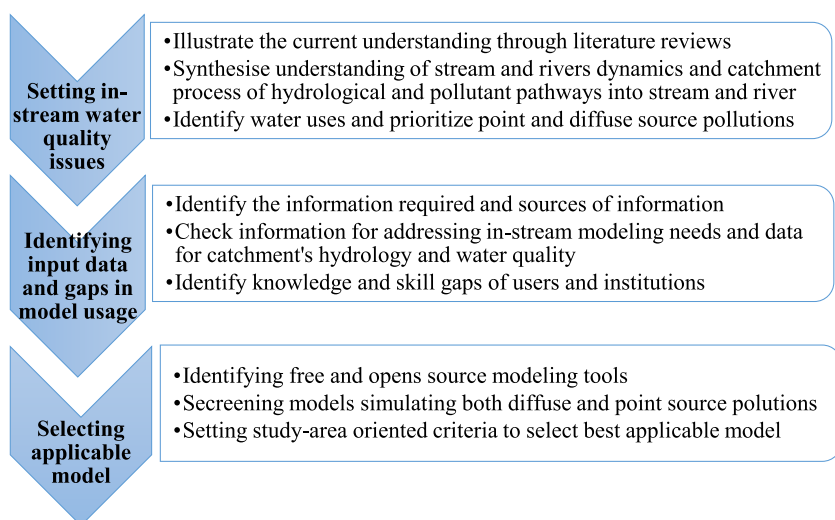 Setting in-
stream water
quality
issues
•Illustrate the current understanding through literature reviews
•Synthesise understanding of stream and rivers dynamics and catchment
process of hydrological and pollutant pathways into stream and river
•Identify water uses and prioritize point and diffuse source pollutions
Identifying
input data
and gaps in
model usage
•Identify the information required and sources of information
•Check information for addressing in-stream modeling needs and data
for catchment's hydrology and water quality
•Identify knowledge and skill gaps of users and institutions
Selecting
applicable
model
•Identifying free and opens source modeling tools
•Secreening models simulating both diffuse and point source polutions
•Setting study-area oriented criteria to select best applicable model